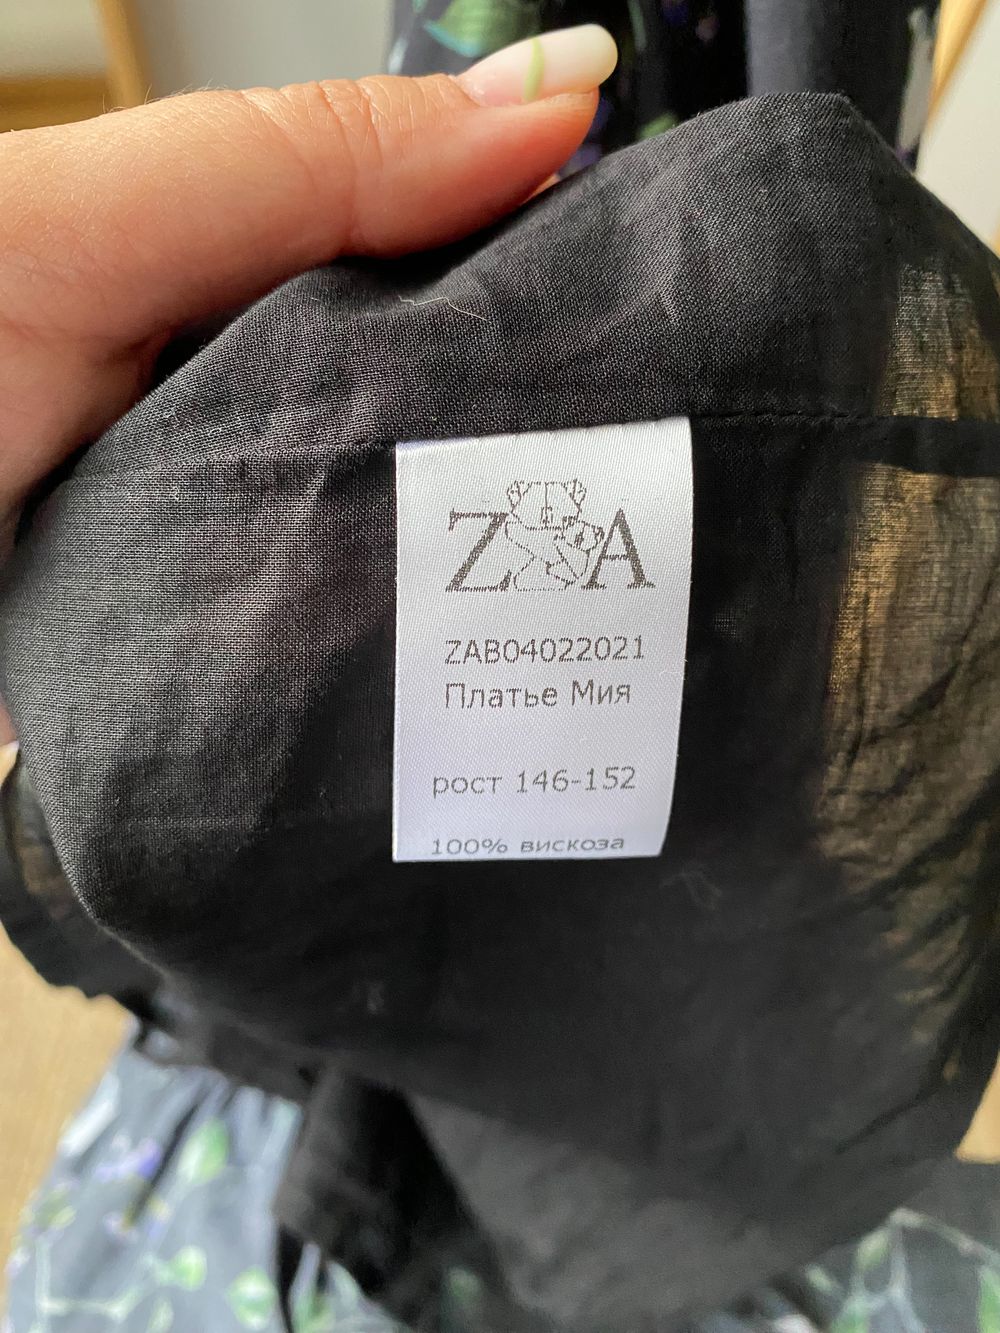 ZA
ZAB04022021
Платье Мия
рост 146-152
100% вискоза